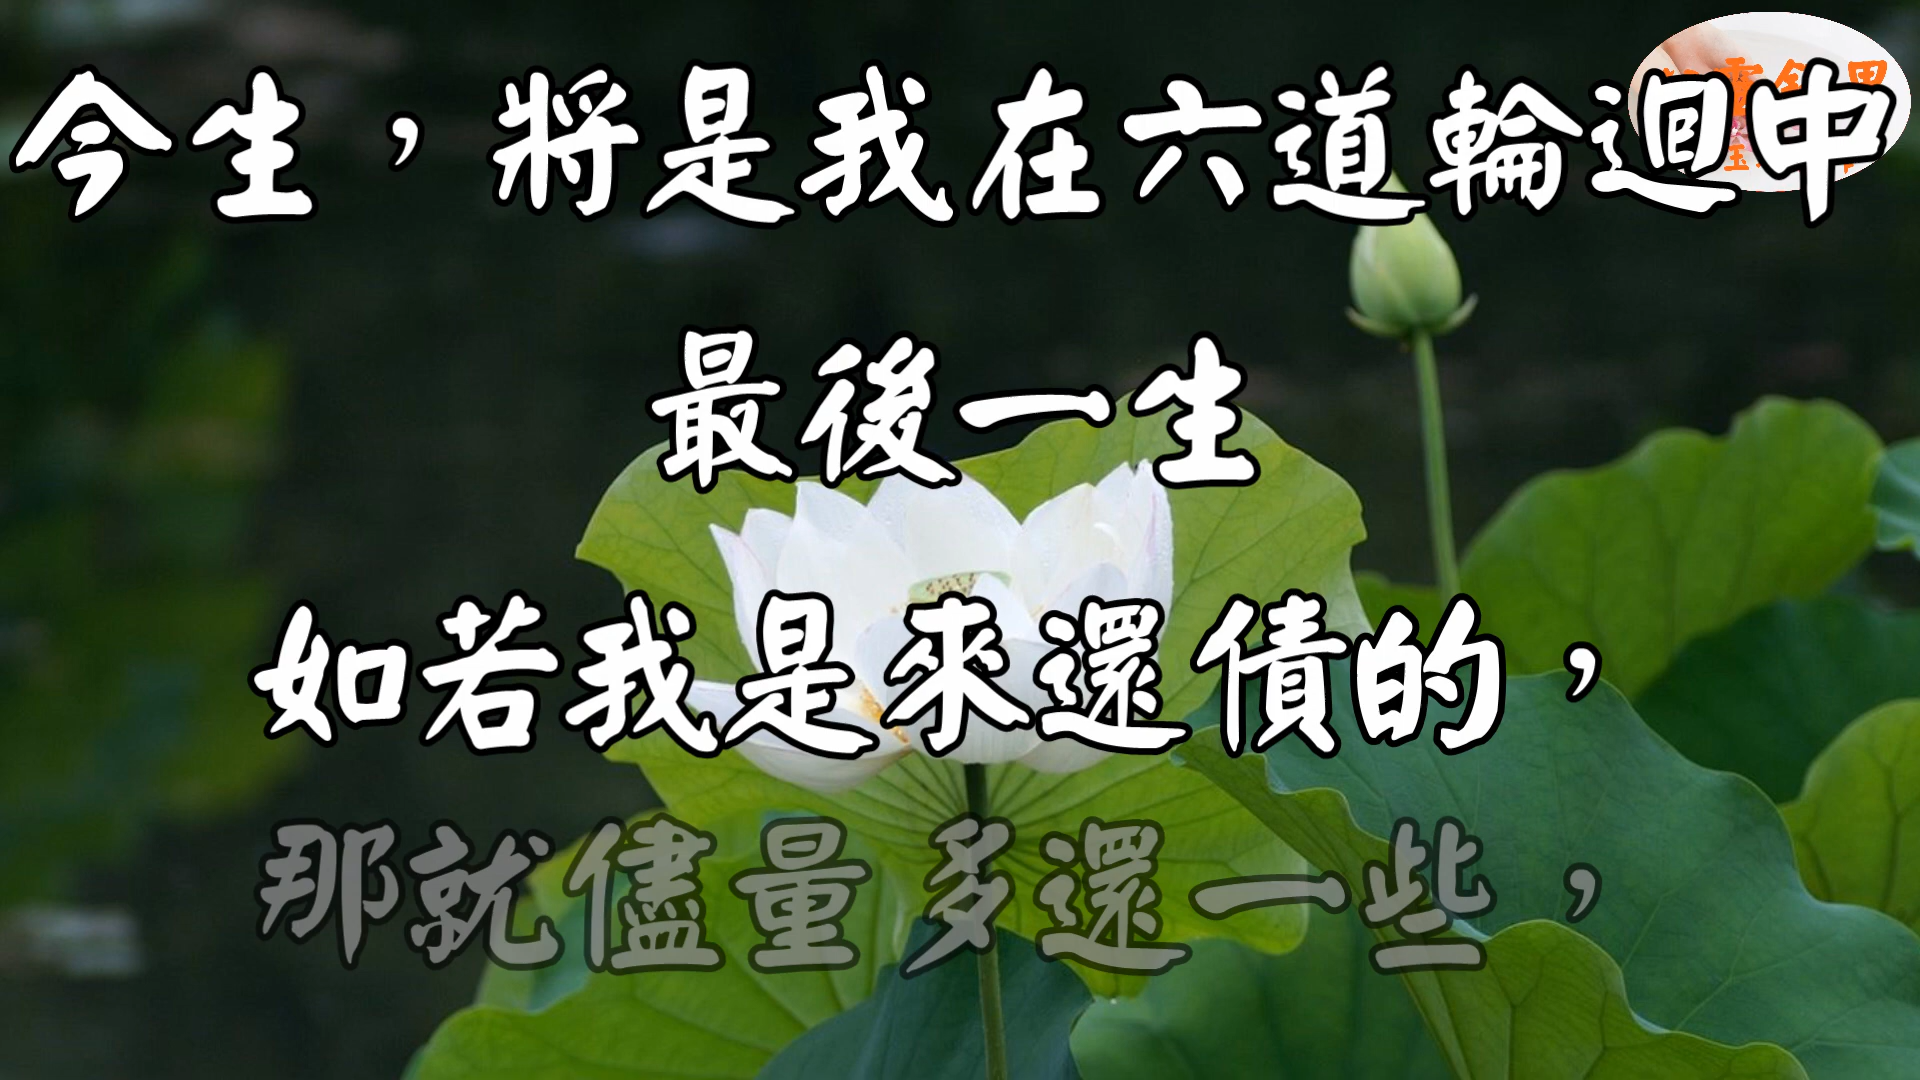 今生，將是我在六道輪迴中
最後一生
如若我是來還債的，
那就儘量多還一些，